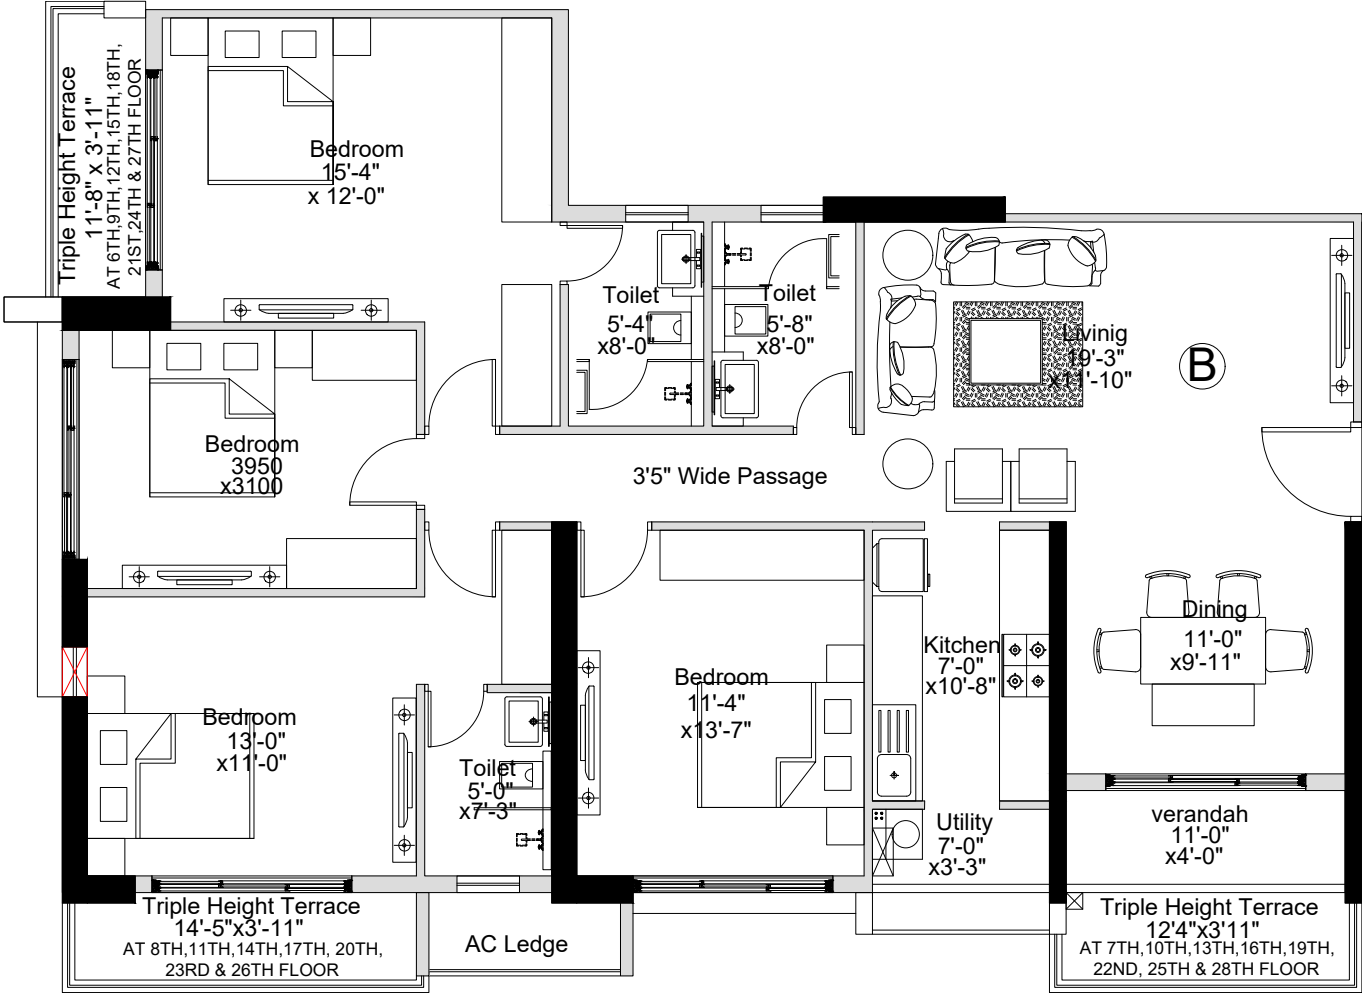 Triple Height Terrace
11'-8" x 3'-11"
AT 6TH,9TH,12TH,15TH,18TH,
21ST,24TH & 27TH FLOOR
Bedroom
15'-4"
x 12'-0"
Toilet
5'-4"
x8'-0"
Toilet
5'-8"
x8'-0"
Livinig
19'-3"
x11'-10"
B
Bedroom
3950
x3100
3'5" Wide Passage
Dining
11'-0"
x9'-11"
Kitchen
7'-0"
x10'-8"
Bedroom
11'-4"
x13'-7"
Bedroom
13'-0"
x11'-0"
Toilet
5'-0"
x7'-3"
Utility
7'-0"
x3'-3"
verandah
11'-0"
x4'-0"
Triple Height Terrace
14'-5"x3'-11"
AT 8TH,11TH,14TH,17TH, 20TH,
23RD & 26TH FLOOR
AC Ledge
Triple Height Terrace
12'4"x3'11"
AT 7TH,10TH,13TH,16TH,19TH,
22ND, 25TH & 28TH FLOOR